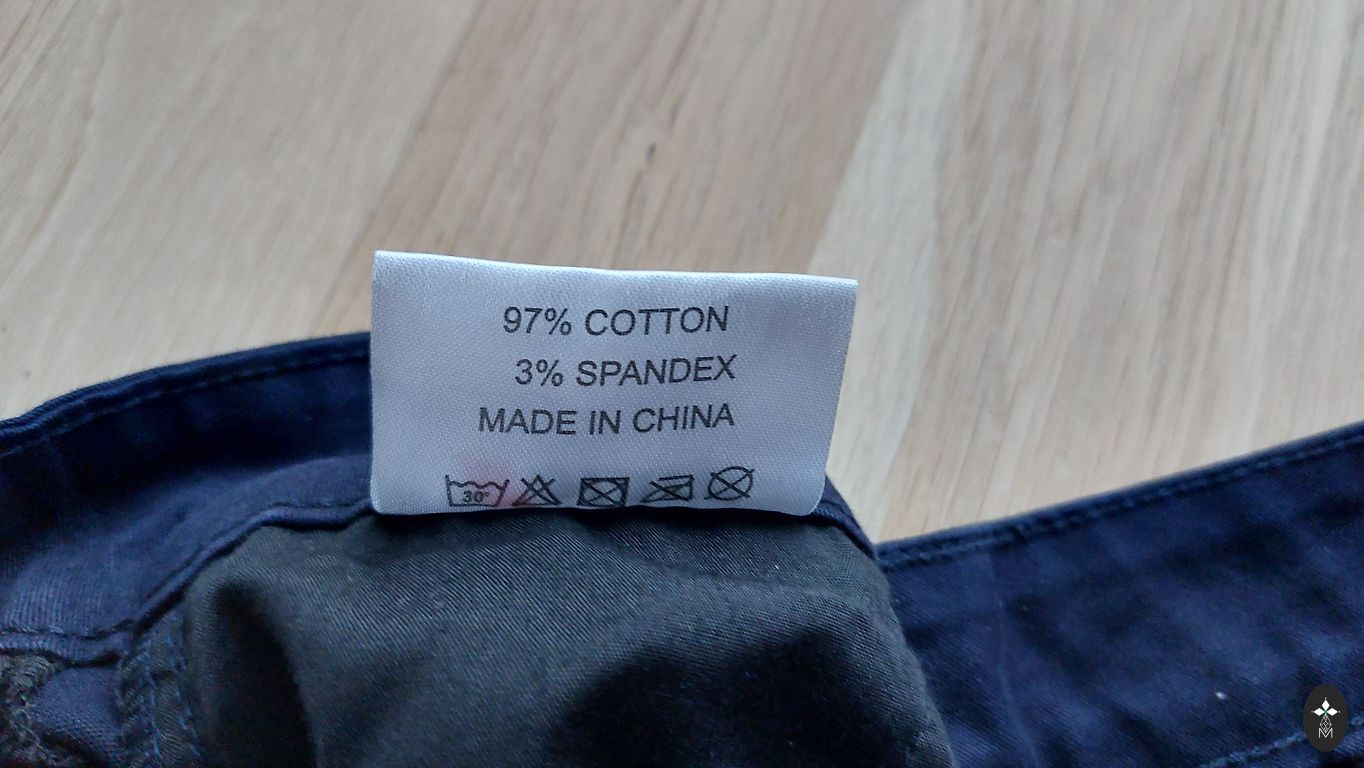 97% COTTON
3% SPANDEX
MADE IN CHINA
30°
M